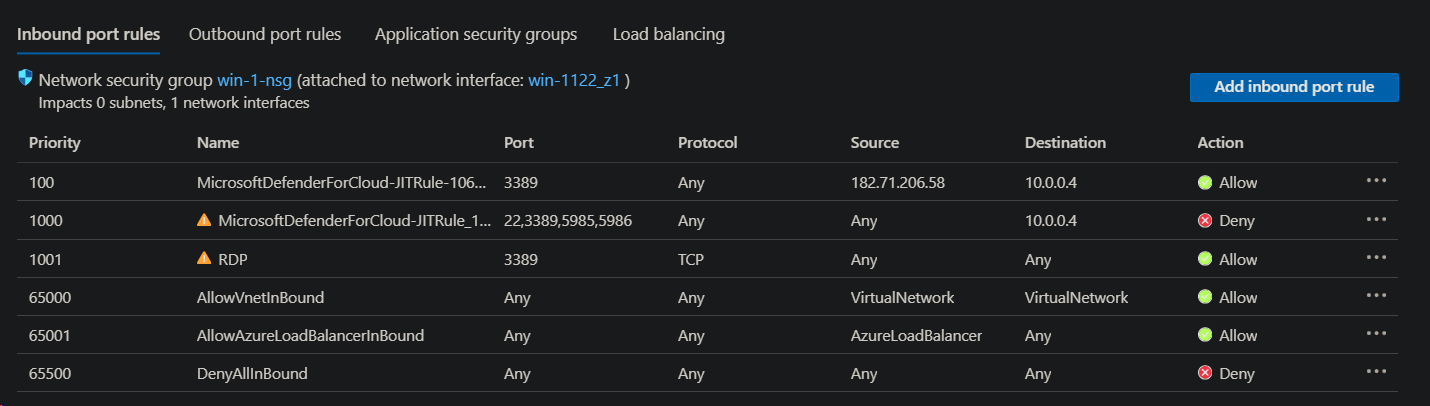 Inbound port rules Outbound port rules Application security groups Load balancing
Network security group win-1-nsg (attached to network interface: win-1122_z1 )
Impacts 0 subnets, 1 network interfaces
Add inbound port rule
Priority Name Port Protocol Source Destination Action
100 MicrosoftDefenderForCloud-JITRule-106... 3389 Any 182.71.206.58 10.0.0.4 Allow ...
1000 MicrosoftDefenderForCloud-JITRule_1... 22,3389,5985,5986 Any Any 10.0.0.4 Deny ...
1001 RDP 3389 TCP Any Any Allow ...
65000 AllowVnetInBound Any Any VirtualNetwork VirtualNetwork Allow ...
65001 AllowAzureLoadBalancerInBound Any Any AzureLoadBalancer Any Allow ...
65500 DenyAllInBound Any Any Any Any Deny ...